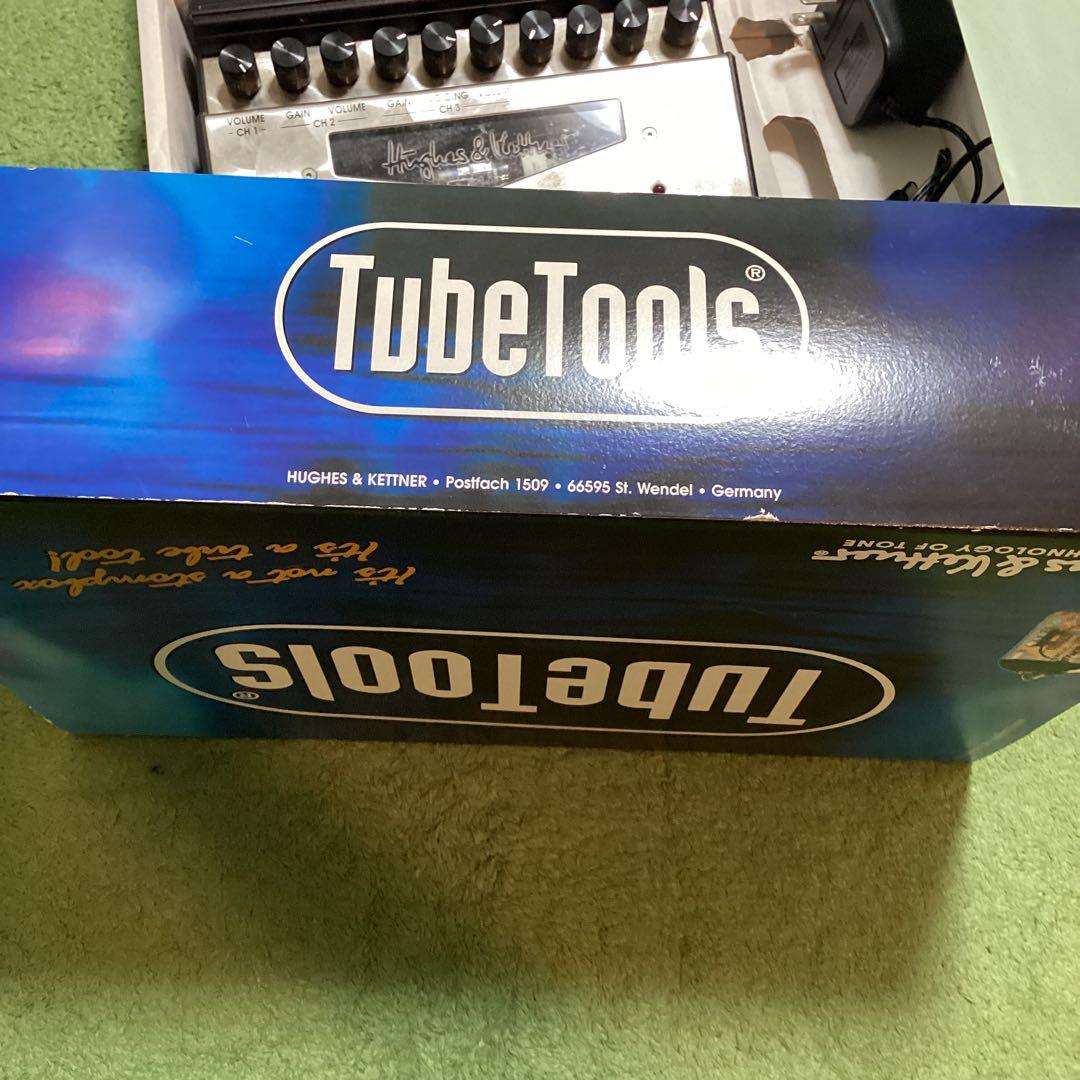 VOLUME GAIN VOLUME GAIN
- CH 1 - CH 2 CH 3
Hughes & Kettner
TubeTools®
HUGHES & KETTNER • Postfach 1509 • 66595 St. Wendel • Germany
It's not a stompbox
It's a tube tool!
& Kettner®
HNOLOGY OF TONE
TubeTools®